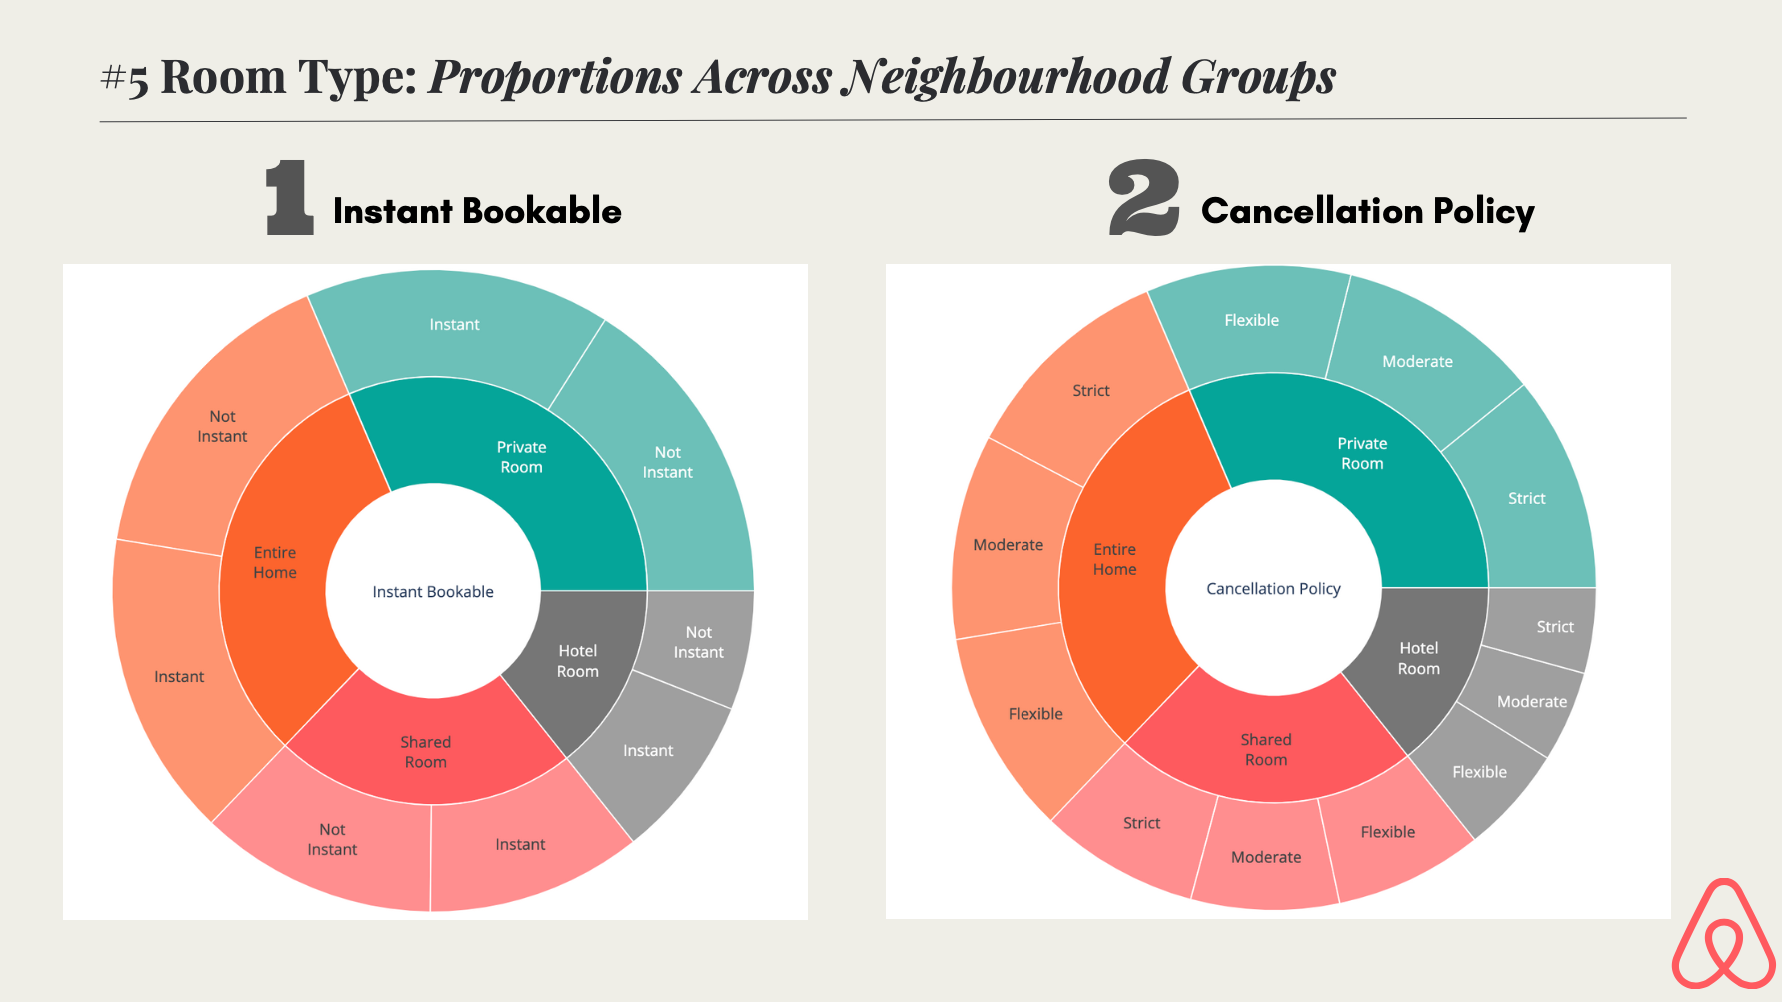 #5 Room Type: Proportions Across Neighbourhood Groups
1 Instant Bookable
Instant
Not
Instant
Private
Room
Not
Instant
Entire
Home
Instant Bookable
Hotel
Room
Not
Instant
Instant
Shared
Room
Instant
Not
Instant
Instant
2 Cancellation Policy
Flexible
Moderate
Strict
Private
Room
Strict
Moderate
Entire
Home
Cancellation Policy
Hotel
Room
Strict
Moderate
Flexible
Flexible
Shared
Room
Strict
Moderate
Flexible